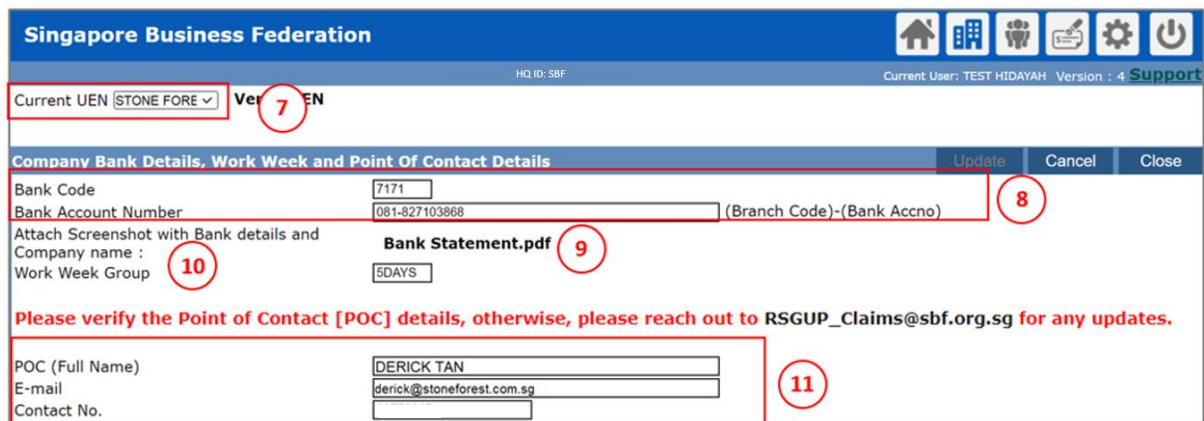 Singapore Business Federation
HQ ID: SBF
Current User: TEST HIDAYAH Version : 4 Support
Current UEN STONE FORE
7
Company Bank Details, Work Week and Point Of Contact Details Update Cancel Close
Bank Code 7171
8
Bank Account Number 081-827103868 (Branch Code)-(Bank Accno)
Attach Screenshot with Bank details and
Company name :
Bank Statement.pdf 9
10
Work Week Group 5DAYS
Please verify the Point of Contact [POC] details, otherwise, please reach out to RSGUP_Claims@sbf.org.sg for any updates.
POC (Full Name) DERICK TAN
E-mail derick@stoneforest.com.sg
11
Contact No.